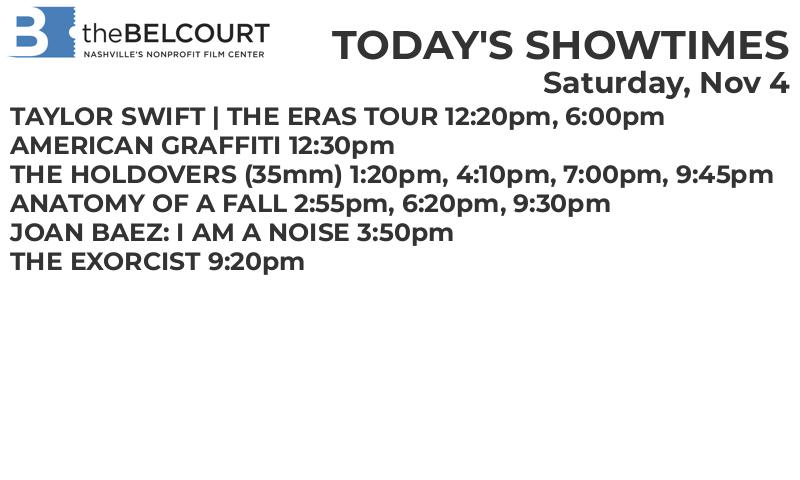 B theBELCOURT
NASHVILLE'S NONPROFIT FILM CENTER
TODAY'S SHOWTIMES
Saturday, Nov 4
TAYLOR SWIFT | THE ERAS TOUR 12:20pm, 6:00pm
AMERICAN GRAFFITI 12:30pm
THE HOLDOVERS (35mm) 1:20pm, 4:10pm, 7:00pm, 9:45pm
ANATOMY OF A FALL 2:55pm, 6:20pm, 9:30pm
JOAN BAEZ: I AM A NOISE 3:50pm
THE EXORCIST 9:20pm